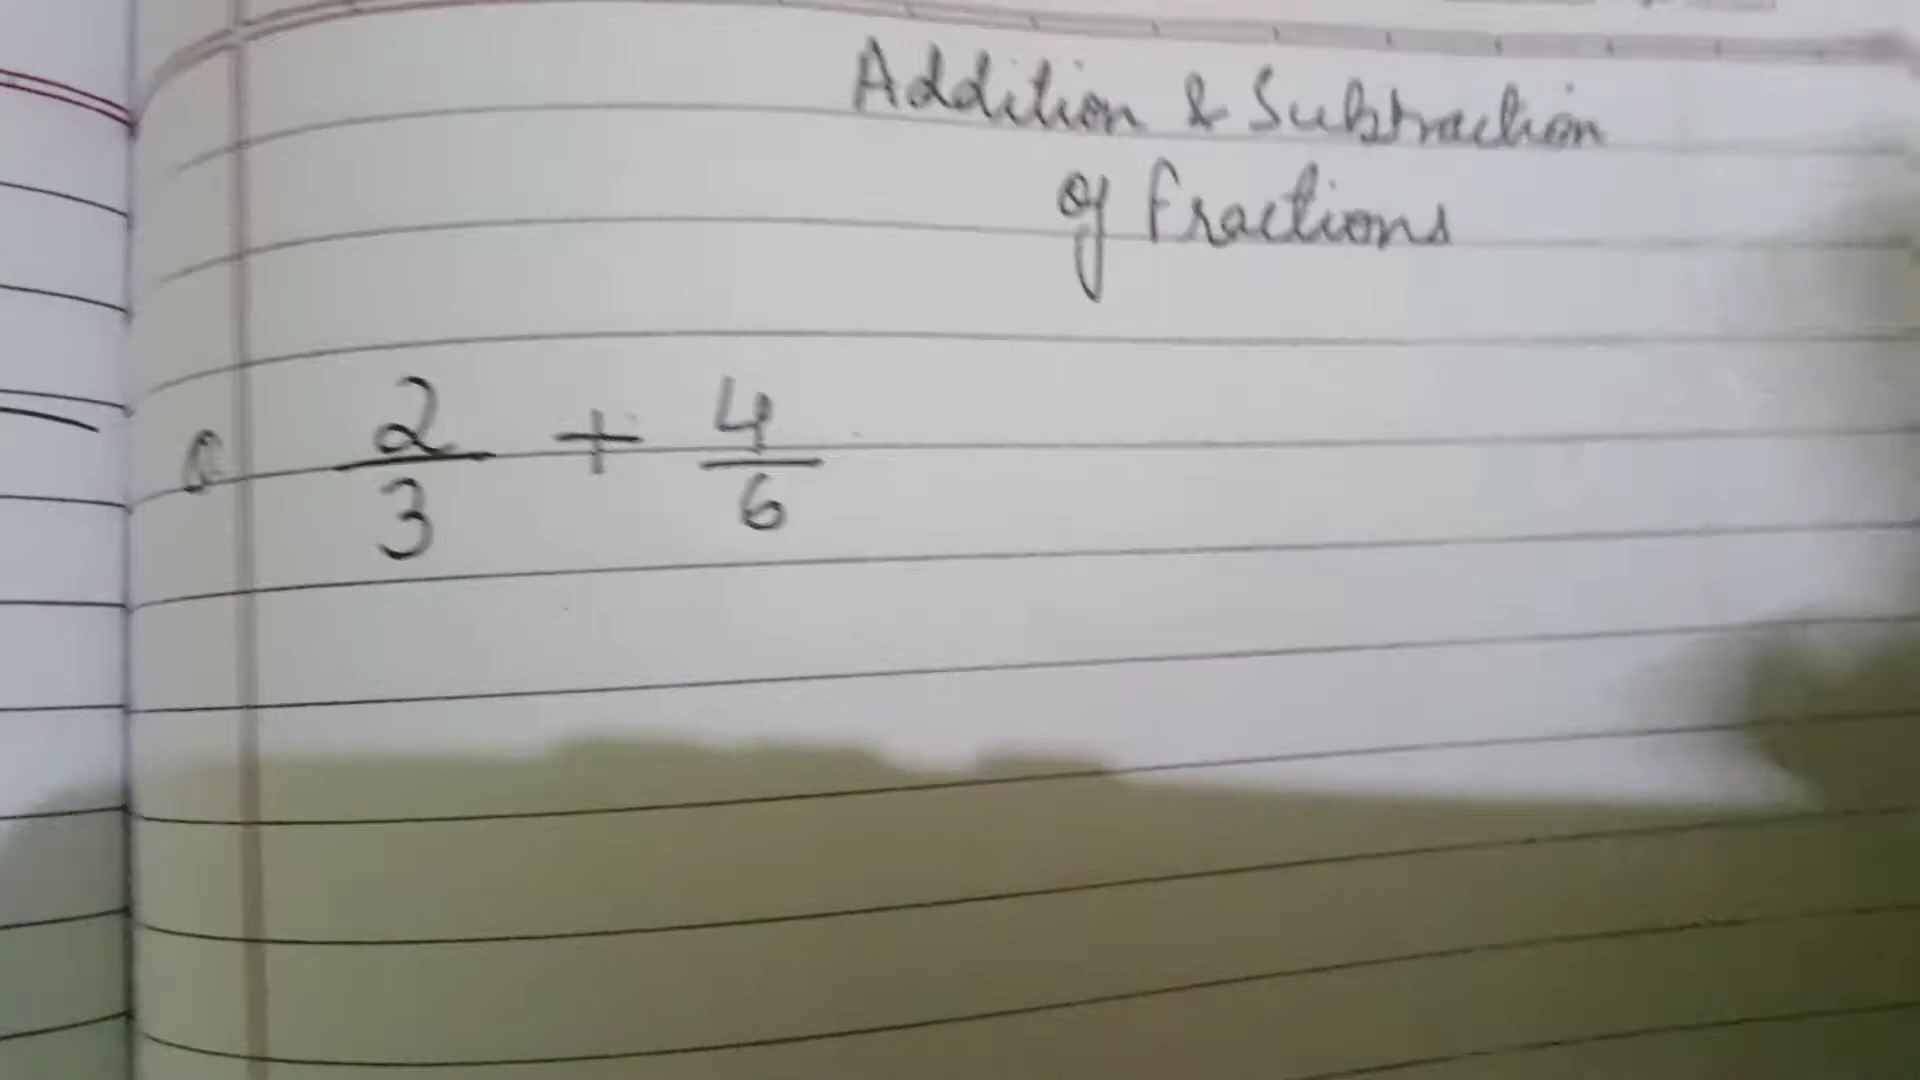 Addition & Subtraction
of fractions
Q 2/3 + 4/6